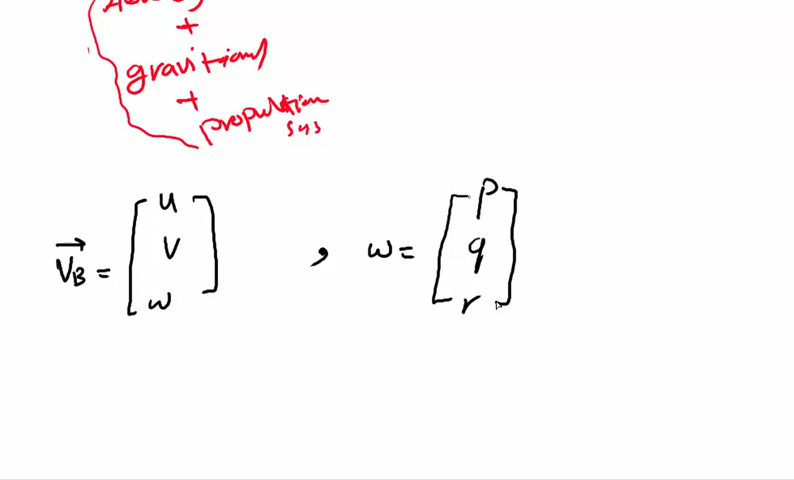 +
gravitional
+
propulsion
sys
u
p
V
q
→
V_B =
, ω =
w
r